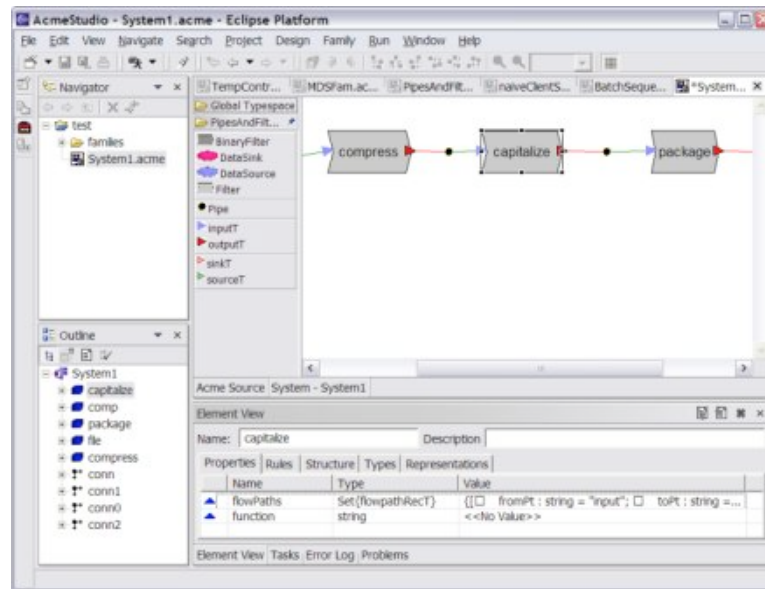 AcmeStudio - System1.acme - Eclipse Platform
File Edit View Navigate Search Project Design Family Run Window Help
Navigator
test
families
System1.acme
TempContr... MDSFam.ac... PipesAndFilt... naiveClientS... BatchSeque... *System...
Global Typespace
PipesAndFilt...
BinaryFilter
DataSink
DataSource
Filter
Pipe
inputT
outputT
sinkT
sourceT
compress capitalize package
Acme Source System - System1
Outline
System1
capitalize
comp
package
file
compress
conn
conn1
conn0
conn2
Element View
Name: capitalize Description
Properties Rules Structure Types Representations
Name Type Value
flowPaths Set{flowpathRecT} {[□ fromPt : string = "input"; □ toPt : string =...
function string <<No Value>>
Element View Tasks Error Log Problems